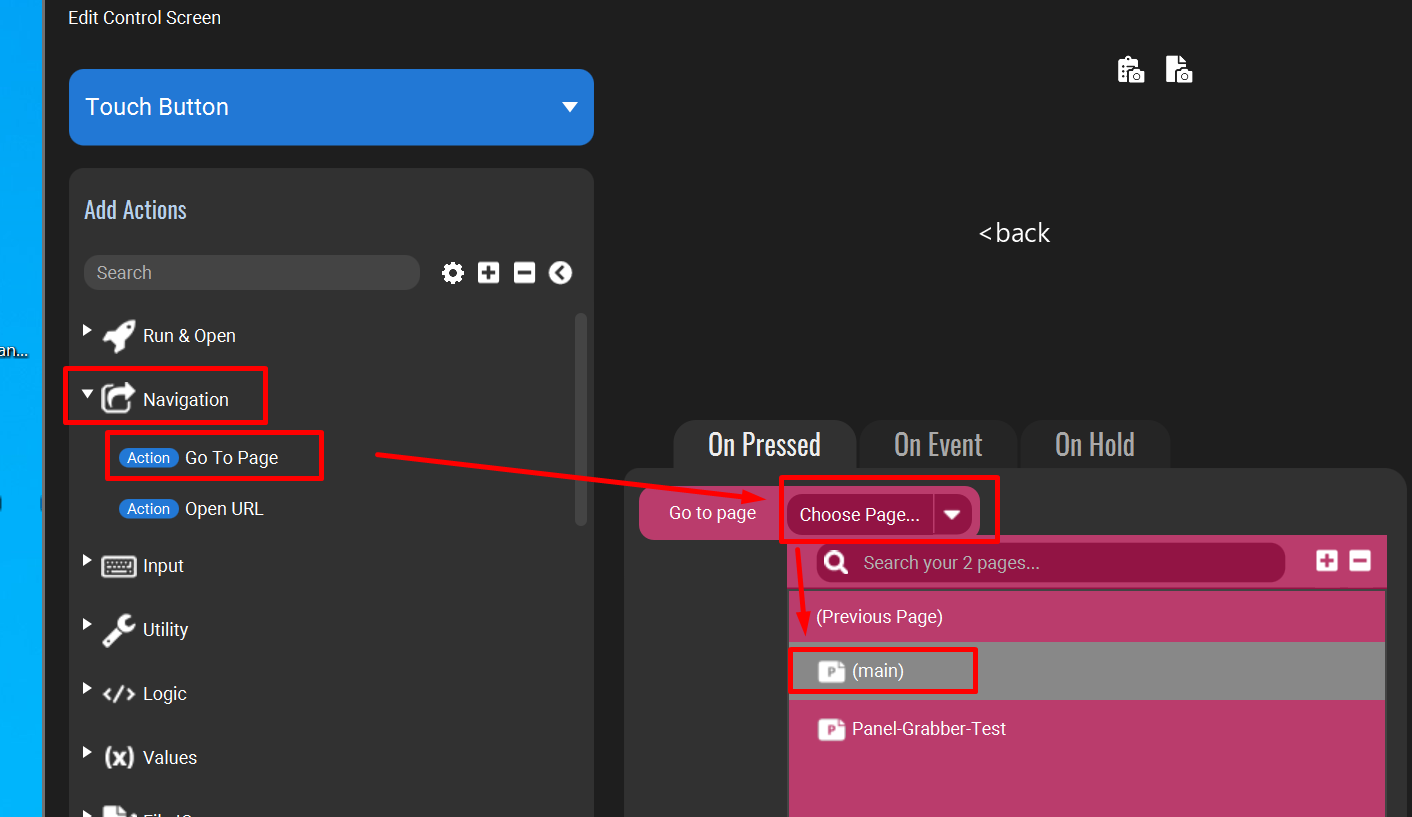 Edit Control Screen
Touch Button
Add Actions
Search
Run & Open
an...
Navigation
Action Go To Page
Action Open URL
Input
Utility
Logic
(x) Values
<back
On Pressed
On Event
On Hold
Go to page
Choose Page...
Search your 2 pages...
(Previous Page)
P (main)
P Panel-Grabber-Test